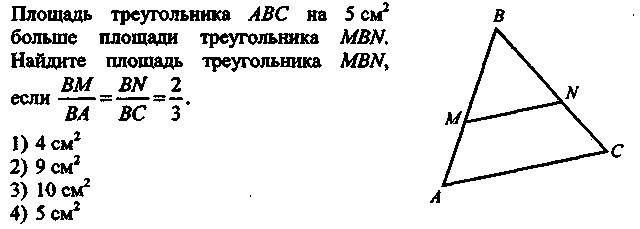 Площадь треугольника ABC на 5 см²
больше площади треугольника MBN.
Найдите площадь треугольника MBN,
если BM/BA = BN/BC = 2/3.
1) 4 см²
2) 9 см²
3) 10 см²
4) 5 см²
B
N
M
C
A